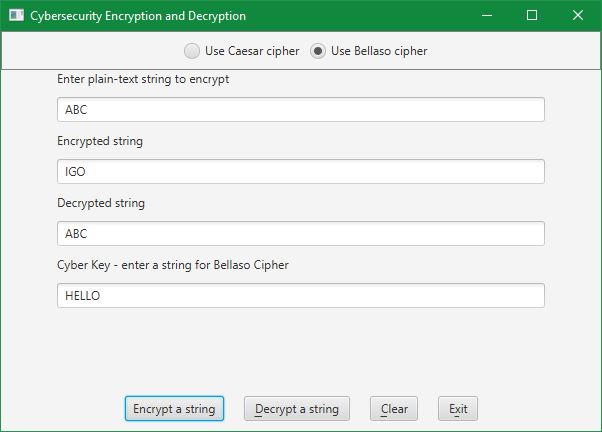 Cybersecurity Encryption and Decryption
Use Caesar cipher Use Bellaso cipher
Enter plain-text string to encrypt
ABC
Encrypted string
IGO
Decrypted string
ABC
Cyber Key - enter a string for Bellaso Cipher
HELLO
Encrypt a string Decrypt a string Clear Exit